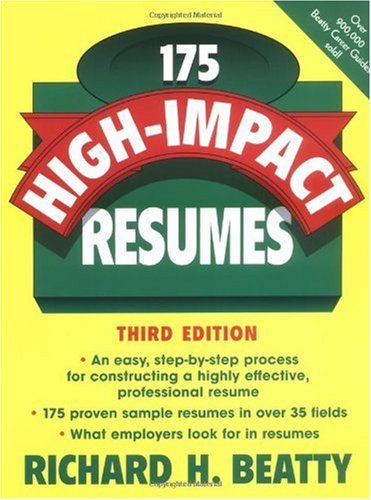 Copyrighted Material
Over
900,000
Beatty Career Guides
sold!
175
HIGH-IMPACT
RESUMES
THIRD EDITION
• An easy, step-by-step process
for constructing a highly effective,
professional resume
• 175 proven sample resumes in over 35 fields
• What employers look for in resumes
RICHARD H. BEATTY
Copyrighted Material